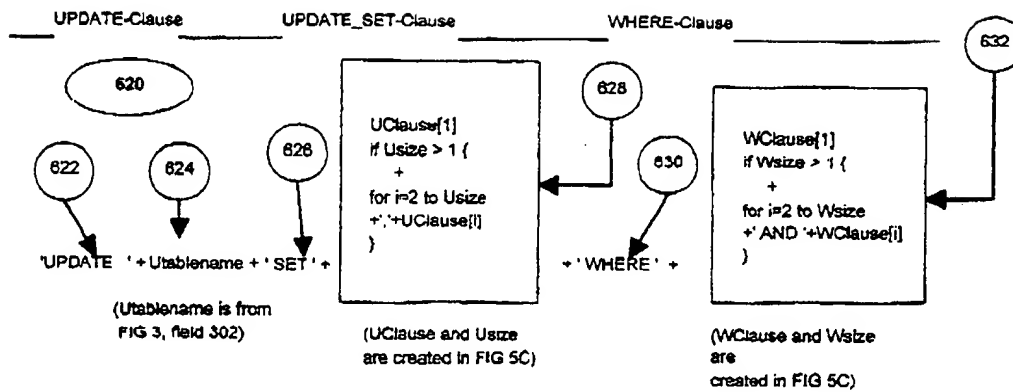 UPDATE-Clause UPDATE_SET-Clause WHERE-Clause
632
620
628
622
624
626
630
UClause[1]
if Usize > 1 {
+
for i=2 to Usize
+','+UClause[i]
}
WClause[1]
if Wsize > 1 {
+
for i=2 to Wsize
+' AND '+WClause[i]
}
'UPDATE ' + Utablename + ' SET ' +
+ ' WHERE ' +
(Utablename is from
FIG 3, field 302)
(UClause and Usize
are created in FIG 5C)
(WClause and Wsize
are
created in FIG 5C)